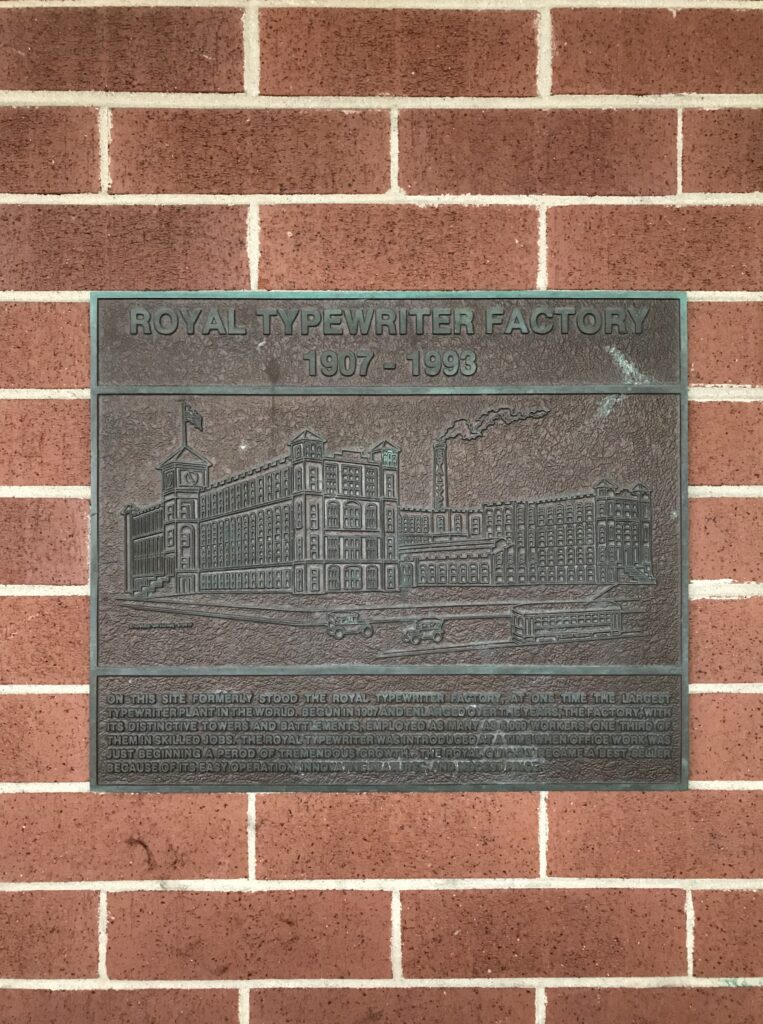 ROYAL TYPEWRITER FACTORY
1907 - 1993
ON THIS SITE FORMERLY STOOD THE ROYAL TYPEWRITER FACTORY, AT ONE TIME THE LARGEST
TYPEWRITER PLANT IN THE WORLD. BEGUN IN 1907 AND ENLARGED OVER THE YEARS, THE FACTORY, WITH
ITS DISTINCTIVE TOWERS AND BATTLEMENTS, EMPLOYED AS MANY AS WORKERS, ONE THIRD OF
THEM IN SKILLED JOBS. THE ROYAL TYPEWRITER WAS INTRODUCED AT A TIME WHEN OFFICE WORK WAS
JUST BEGINNING A PERIOD OF TREMENDOUS GROWTH. THE ROYAL QUICKLY BECAME A BEST SELLER
BECAUSE OF ITS EASY OPERATION, AND